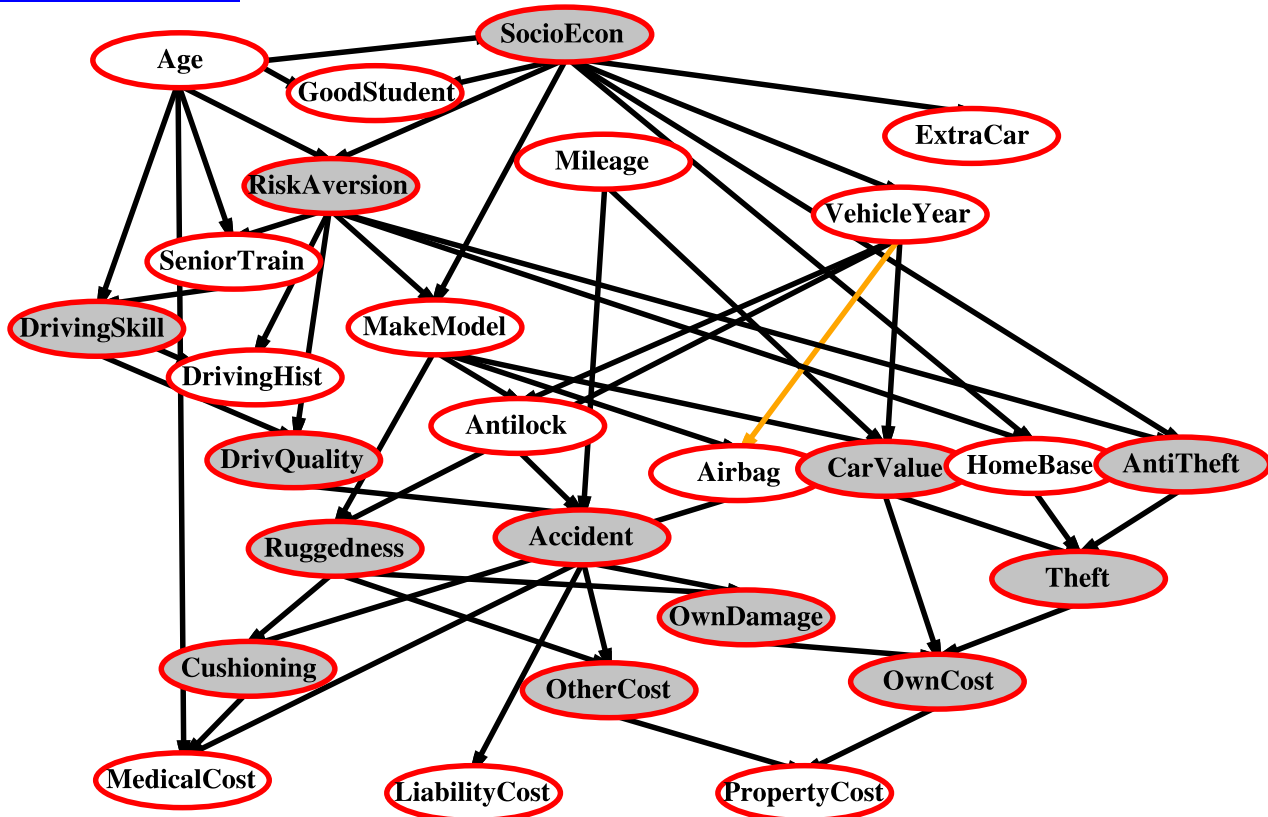 SocioEcon
Age
GoodStudent
ExtraCar
Mileage
RiskAversion
VehicleYear
SeniorTrain
DrivingSkill
MakeModel
DrivingHist
Antilock
DrivQuality
Airbag
CarValue
HomeBase
AntiTheft
Accident
Ruggedness
Theft
OwnDamage
Cushioning
OtherCost
OwnCost
MedicalCost
LiabilityCost
PropertyCost